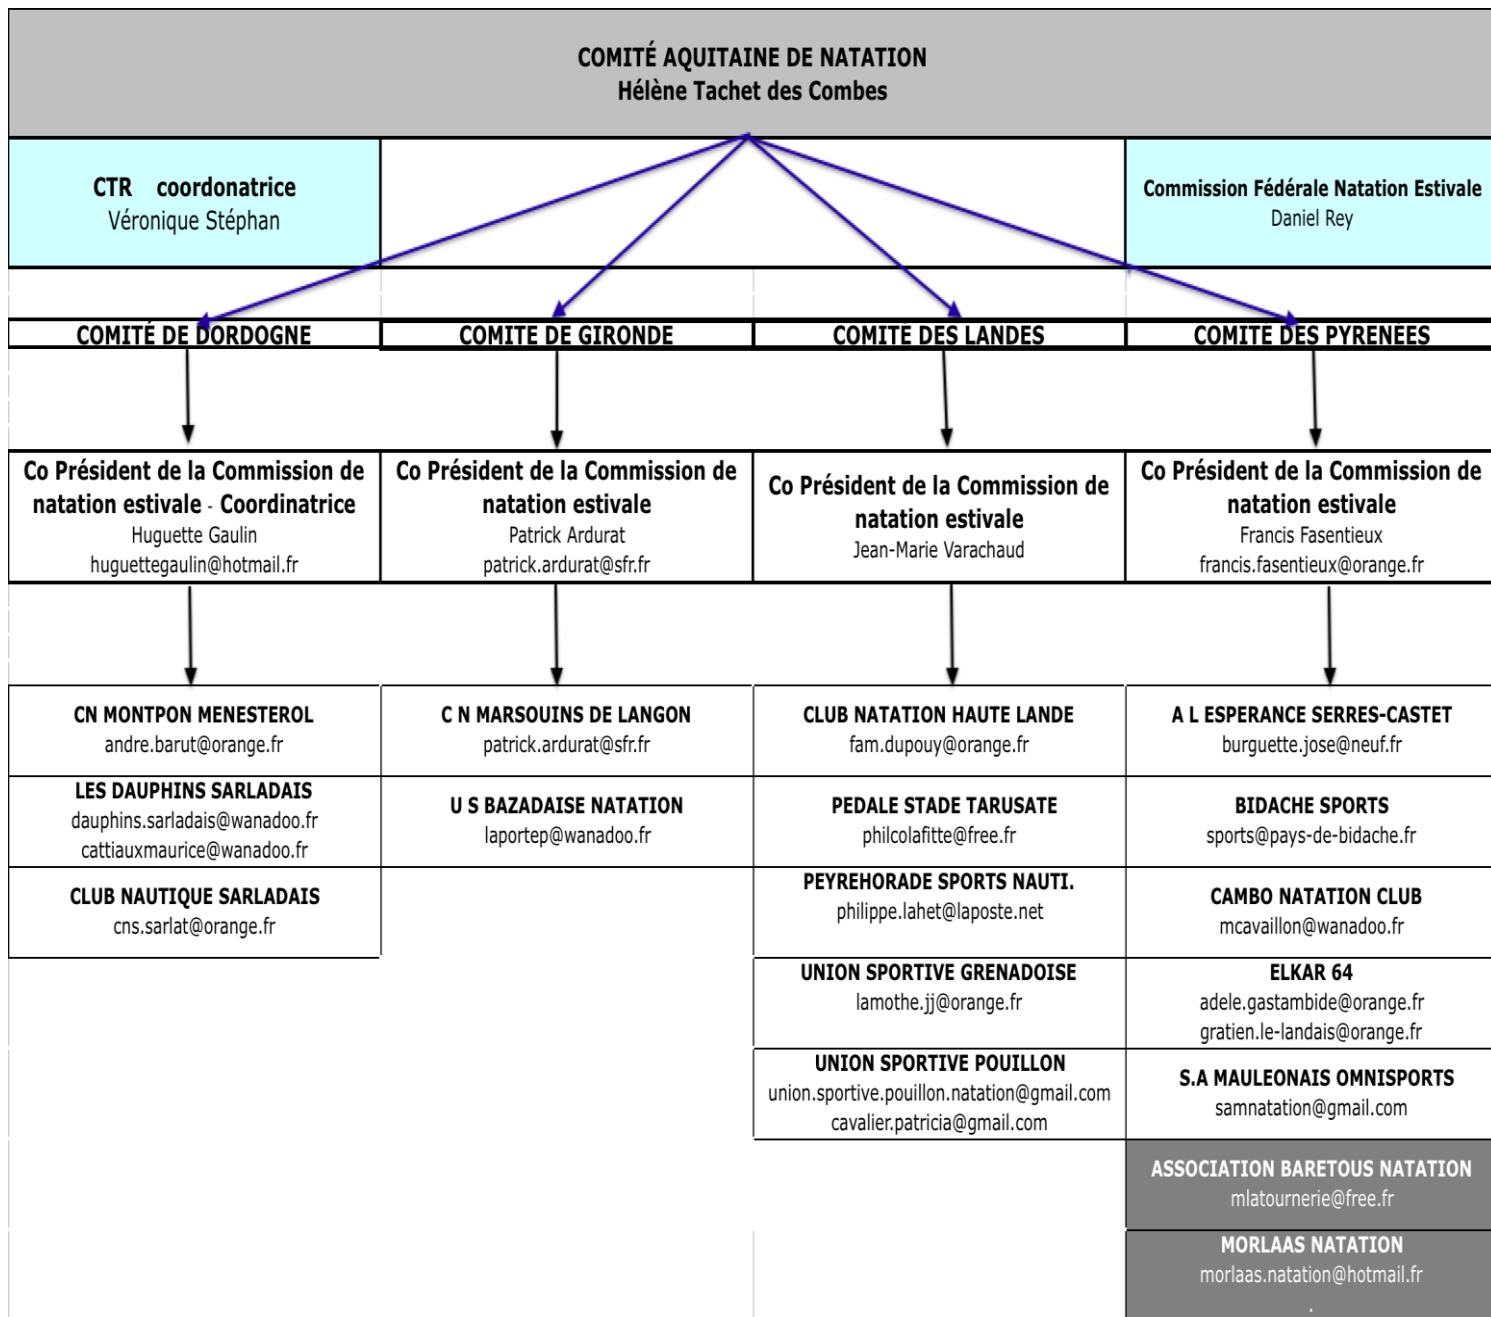 COMITÉ AQUITAINE DE NATATION
Hélène Tachet des Combes
CTR coordonatrice
Véronique Stéphan
Commission Fédérale Natation Estivale
Daniel Rey
COMITÉ DE DORDOGNE
COMITE DE GIRONDE
COMITÉ DES LANDES
COMITÉ DES PYRENÉES
Co Président de la Commission de
natation estivale - Coordinatrice
Huguette Gaulin
huguettegaulin@hotmail.fr
Co Président de la Commission de
natation estivale
Patrick Ardurat
patrick.ardurat@sfr.fr
Co Président de la Commission de
natation estivale
Jean-Marie Varachaud
Co Président de la Commission de
natation estivale
Francis Fasentieux
francis.fasentieux@orange.fr
CN MONTPON MENESTEROL
andre.barut@orange.fr
C N MARSOUINS DE LANGON
patrick.ardurat@sfr.fr
CLUB NATATION HAUTE LANDE
fam.dupouy@orange.fr
A L ESPERANCE SERRES-CASTET
burguette.jose@neuf.fr
LES DAUPHINS SARLADAIS
dauphins.sarladais@wanadoo.fr
cattiauxmaurice@wanadoo.fr
U S BAZADAISE NATATION
laportep@wanadoo.fr
PEDALE STADE TARUSATE
philcolafitte@free.fr
BIDACHE SPORTS
sports@pays-de-bidache.fr
CLUB NAUTIQUE SARLADAIS
cns.sarlat@orange.fr
PEYREHORADE SPORTS NAUTI.
philippe.lahet@laposte.net
CAMBO NATATION CLUB
mcavaillon@wanadoo.fr
UNION SPORTIVE GRENADOISE
lamothe.jj@orange.fr
ELKAR 64
adele.gastambide@orange.fr
gratien.le-landais@orange.fr
UNION SPORTIVE POUILLON
union.sportive.pouillon.natation@gmail.com
cavalier.patricia@gmail.com
S.A MAULEONAIS OMNISPORTS
samnatation@gmail.com
ASSOCIATION BARETOUS NATATION
mlatournerie@free.fr
MORLAAS NATATION
morlaas.natation@hotmail.fr
.